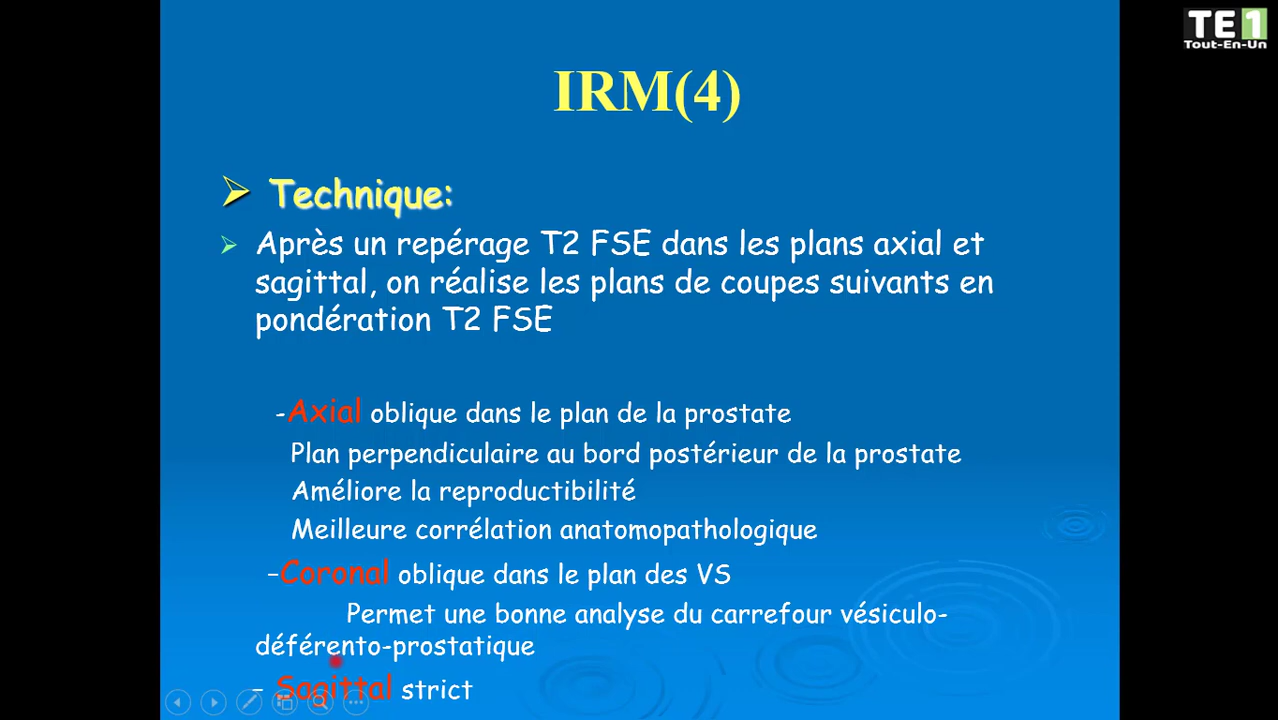 TE1
Tout-En-Un
IRM(4)
Technique:
Après un repérage T2 FSE dans les plans axial et
sagittal, on réalise les plans de coupes suivants en
pondération T2 FSE
-Axial oblique dans le plan de la prostate
Plan perpendiculaire au bord postérieur de la prostate
Améliore la reproductibilité
Meilleure corrélation anatomopathologique
-Coronal oblique dans le plan des VS
Permet une bonne analyse du carrefour vésiculo-
déférento-prostatique
- Sagittal strict